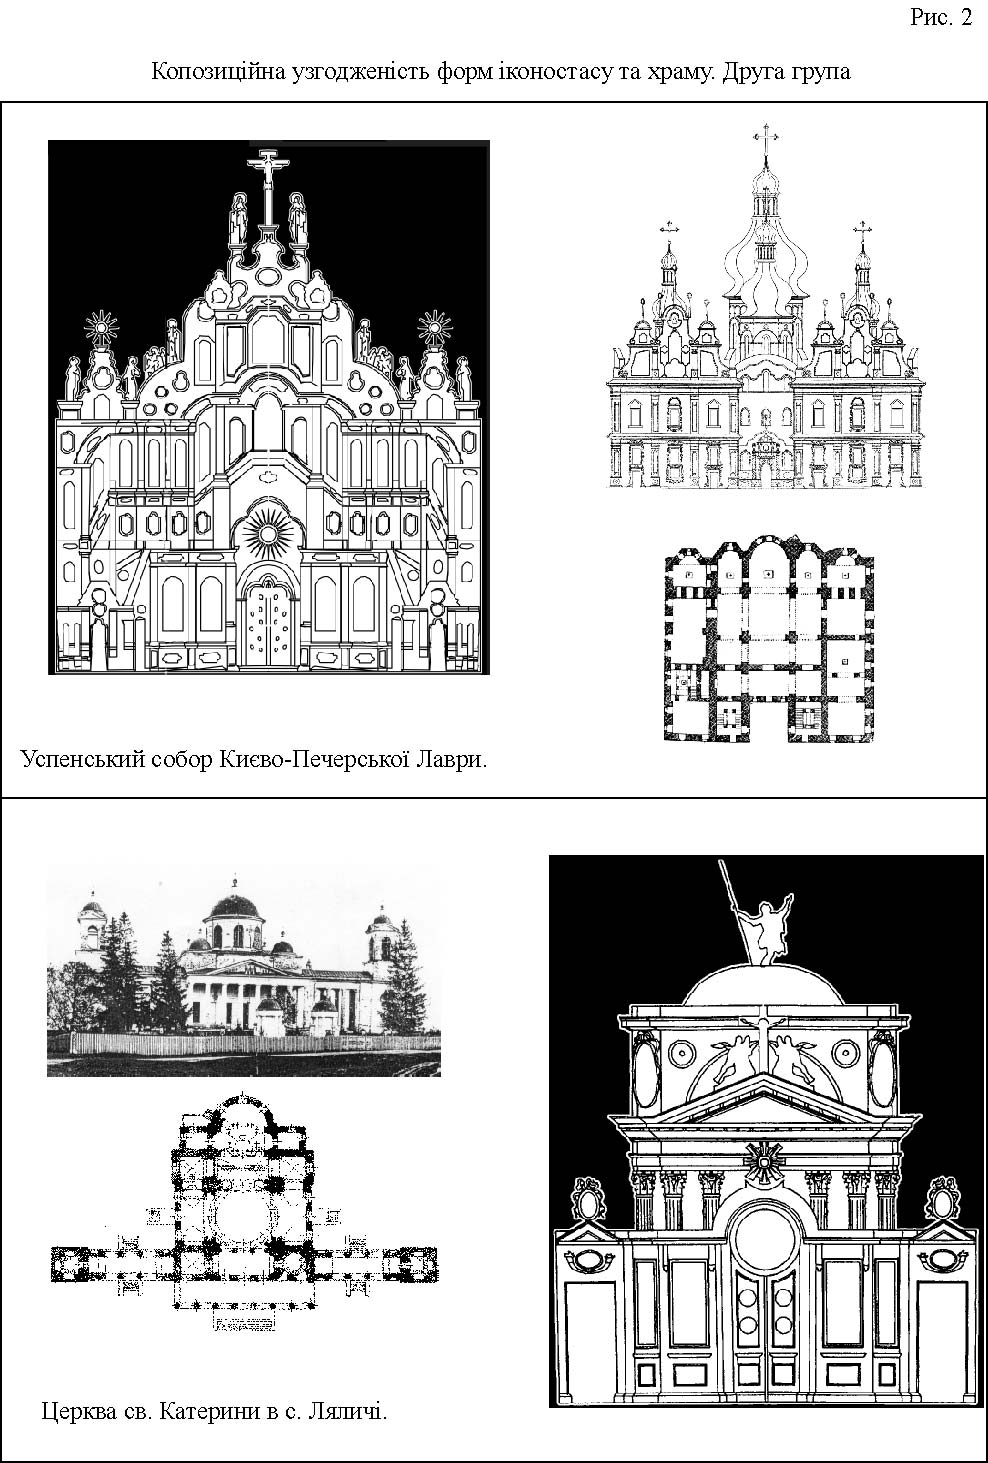 Рис. 2
Копозиційна узгодженість форм іконостасу та храму. Друга група
Успенський собор Києво-Печерської Лаври.
Церква св. Катерини в с. Ляличі.